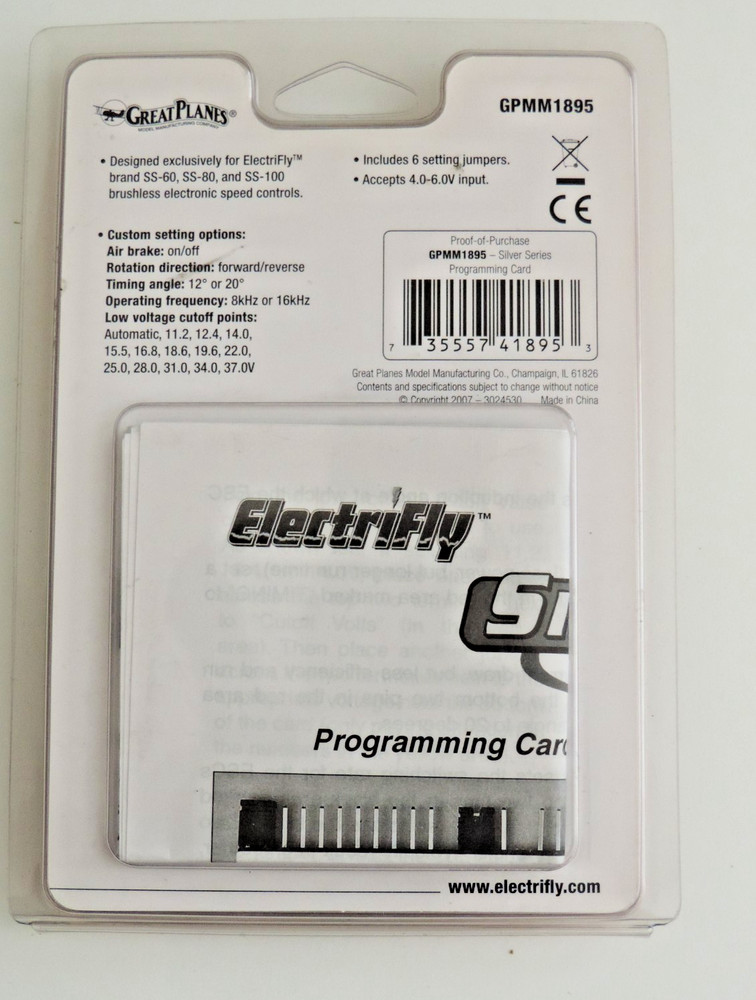 GREAT PLANES®
MODEL MANUFACTURING COMPANY
GPMM1895
• Designed exclusively for ElectriFly™
brand SS-60, SS-80, and SS-100
brushless electronic speed controls.
• Includes 6 setting jumpers.
• Accepts 4.0-6.0V input.
CE
• Custom setting options:
Air brake: on/off
Rotation direction: forward/reverse
Timing angle: 12° or 20°
Operating frequency: 8kHz or 16kHz
Low voltage cutoff points:
Automatic, 11.2, 12.4, 14.0,
15.5, 16.8, 18.6, 19.6, 22.0,
25.0, 28.0, 31.0, 34.0, 37.0V
Proof-of-Purchase
GPMM1895 – Silver Series
Programming Card
7 35557 41895 3
Great Planes Model Manufacturing Co., Champaign, IL 61826
Contents and specifications subject to change without notice
© Copyright 2007 – 3024530 Made in China
ElectriFly™
Programming Card
www.electrifly.com